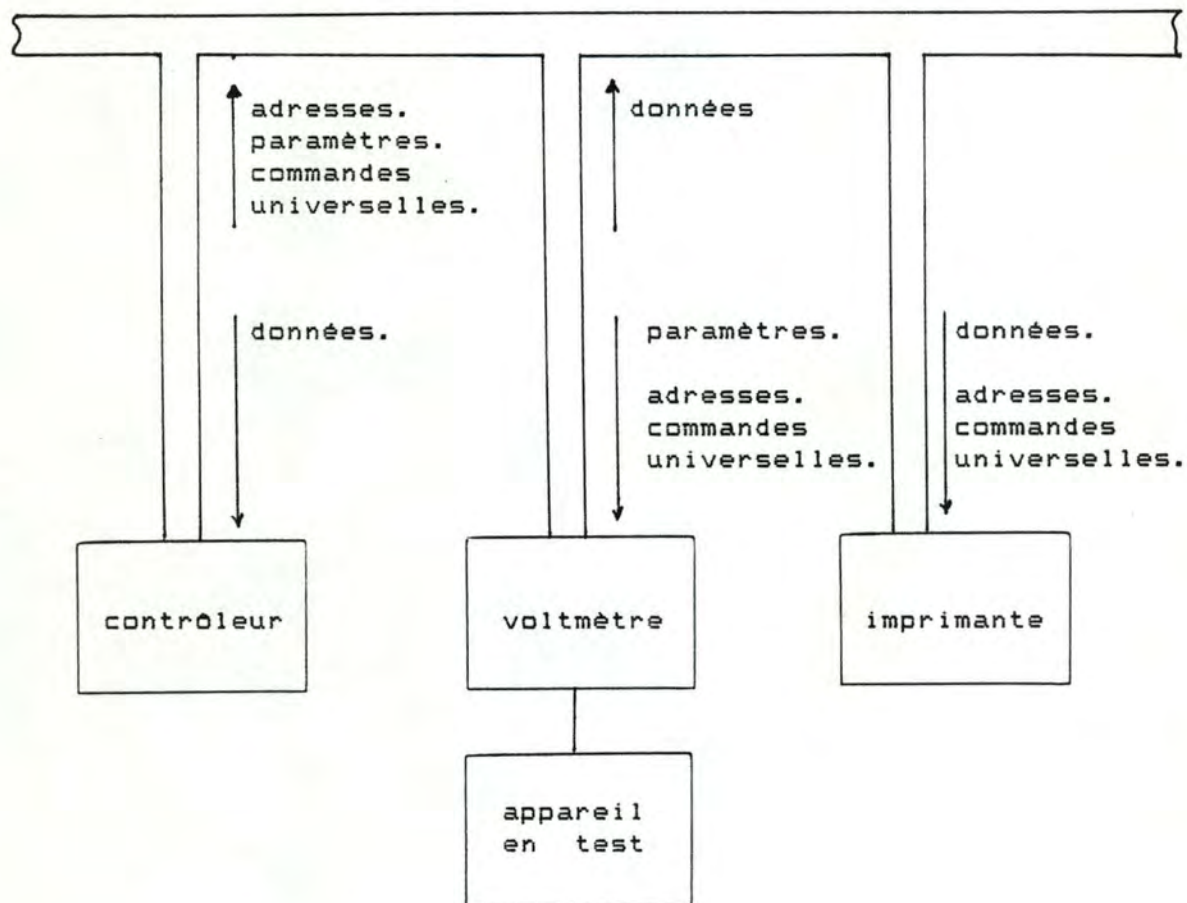 adresses.
paramètres.
commandes
universelles.
données.
données
paramètres.
adresses.
commandes
universelles.
données.
adresses.
commandes
universelles.
contrôleur
voltmètre
imprimante
appareil
en test